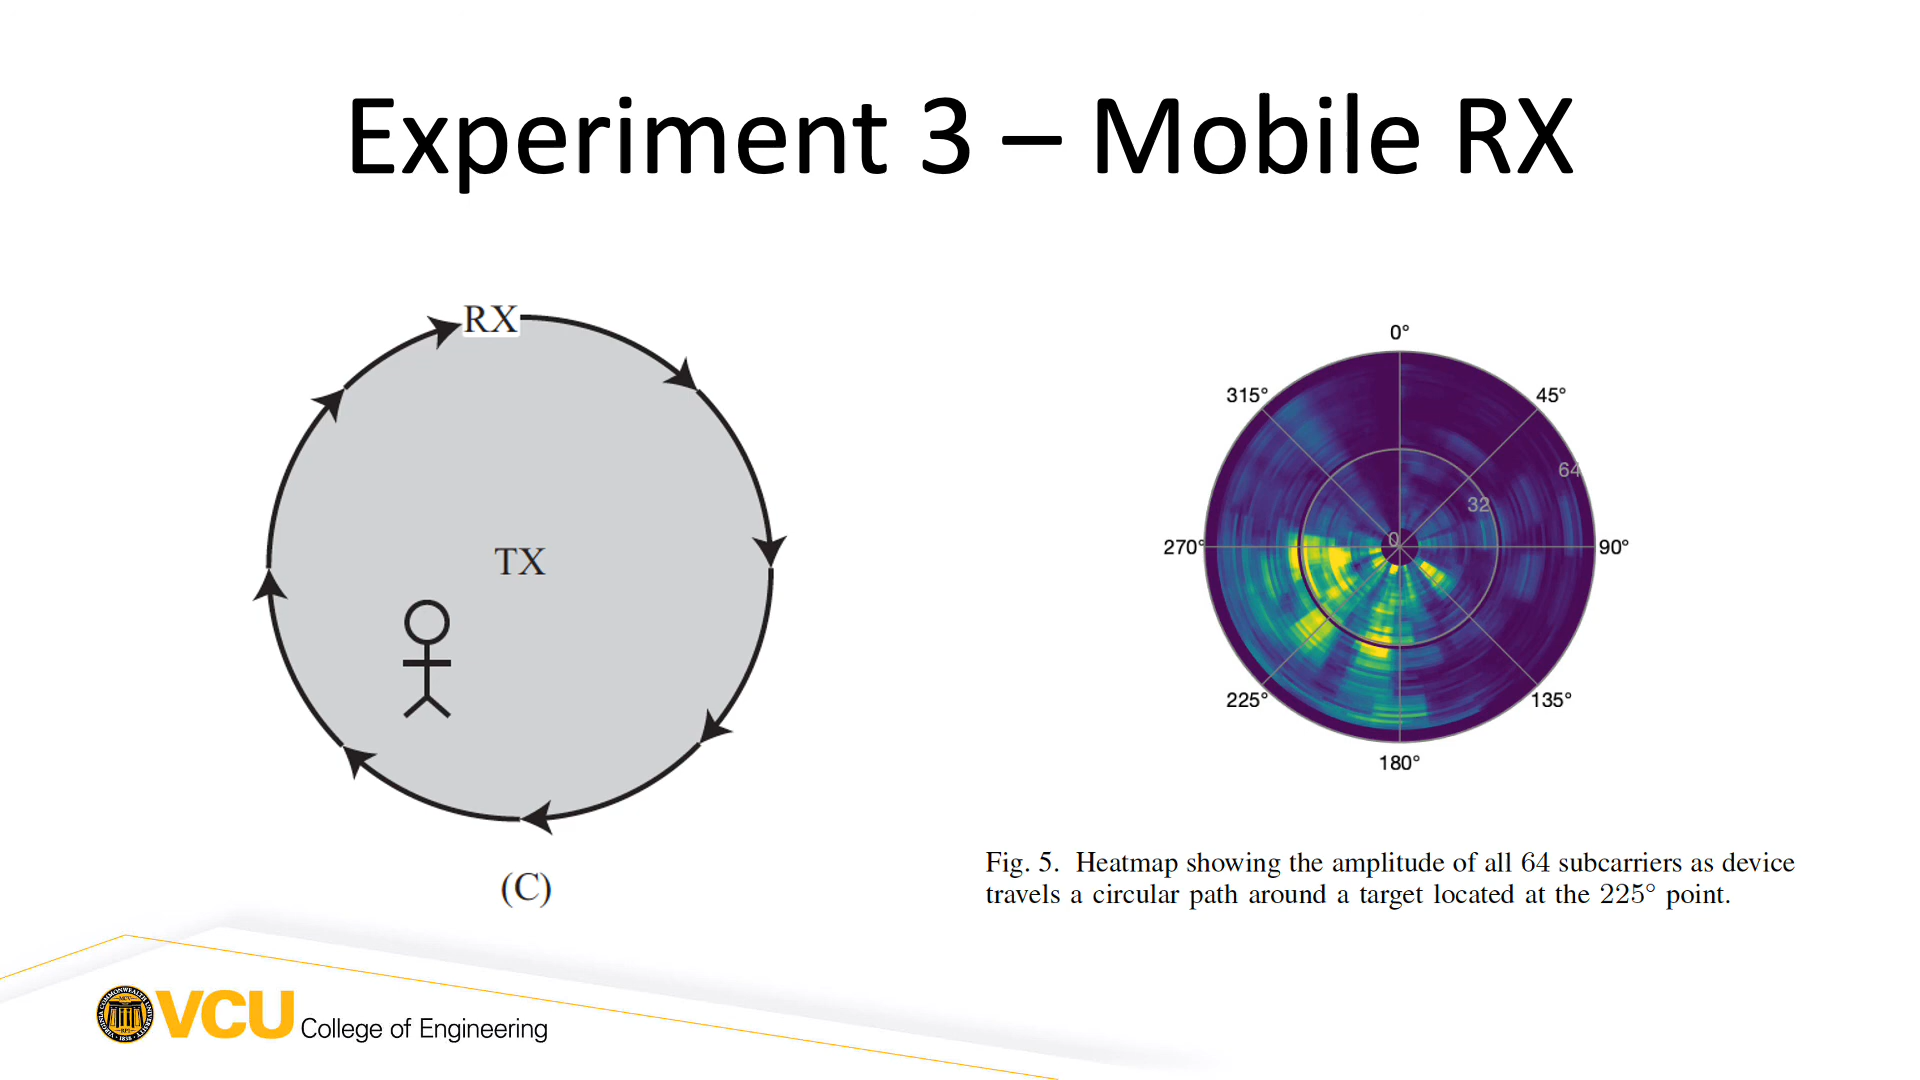 Experiment 3 – Mobile RX
RX
TX
(C)
0°
315°
45°
64
32
0
270°
90°
225°
135°
180°
Fig. 5. Heatmap showing the amplitude of all 64 subcarriers as device
travels a circular path around a target located at the 225° point.
VCU College of Engineering